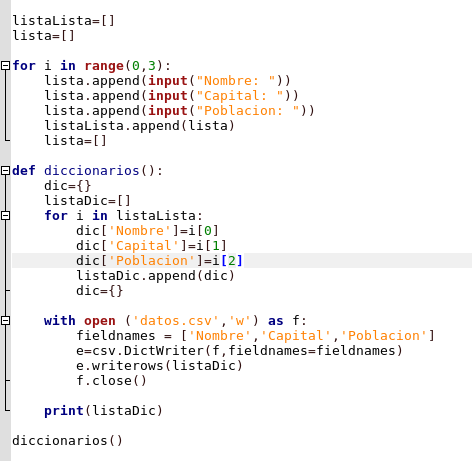 listaLista=[]
lista=[]
for i in range(0,3):
lista.append(input("Nombre: "))
lista.append(input("Capital: "))
lista.append(input("Poblacion: "))
listaLista.append(lista)
lista=[]
def diccionarios():
dic={}
listaDic=[]
for i in listaLista:
dic['Nombre']=i[0]
dic['Capital']=i[1]
dic['Poblacion']=i[2]
listaDic.append(dic)
dic={}
with open ('datos.csv','w') as f:
fieldnames = ['Nombre','Capital','Poblacion']
e=csv.DictWriter(f,fieldnames=fieldnames)
e.writerows(listaDic)
f.close()
print(listaDic)
diccionarios()